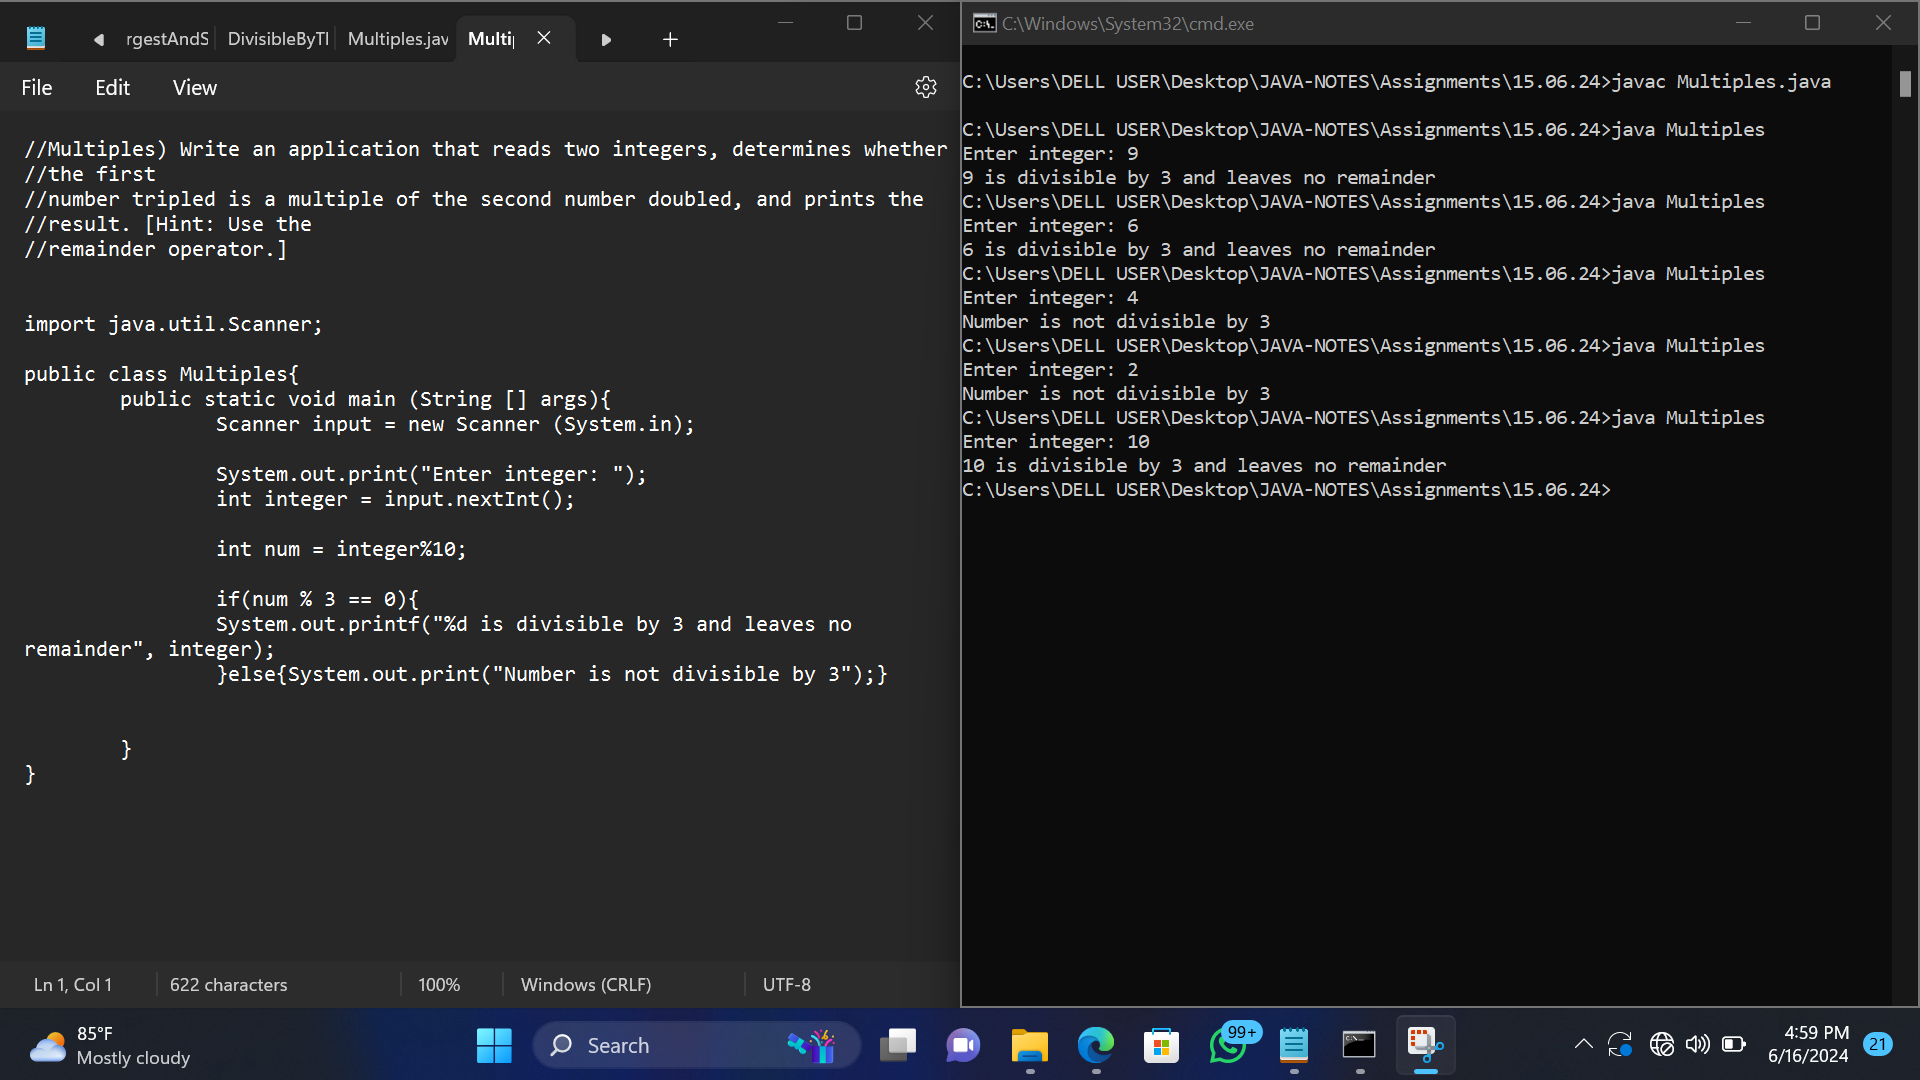 rgestAndS DivisibleByTl Multiples.jav Multip
File Edit View
//Multiples) Write an application that reads two integers, determines whether
//the first
//number tripled is a multiple of the second number doubled, and prints the
//result. [Hint: Use the
//remainder operator.]
import java.util.Scanner;
public class Multiples{
public static void main (String [] args){
Scanner input = new Scanner (System.in);
System.out.print("Enter integer: ");
int integer = input.nextInt();
int num = integer%10;
if(num % 3 == 0){
System.out.printf("%d is divisible by 3 and leaves no
remainder", integer);
}else{System.out.print("Number is not divisible by 3");}
}
}
Ln 1, Col 1 622 characters 100% Windows (CRLF) UTF-8
C:\Windows\System32\cmd.exe
C:\Users\DELL USER\Desktop\JAVA-NOTES\Assignments\15.06.24>javac Multiples.java
C:\Users\DELL USER\Desktop\JAVA-NOTES\Assignments\15.06.24>java Multiples
Enter integer: 9
9 is divisible by 3 and leaves no remainder
C:\Users\DELL USER\Desktop\JAVA-NOTES\Assignments\15.06.24>java Multiples
Enter integer: 6
6 is divisible by 3 and leaves no remainder
C:\Users\DELL USER\Desktop\JAVA-NOTES\Assignments\15.06.24>java Multiples
Enter integer: 4
Number is not divisible by 3
C:\Users\DELL USER\Desktop\JAVA-NOTES\Assignments\15.06.24>java Multiples
Enter integer: 2
Number is not divisible by 3
C:\Users\DELL USER\Desktop\JAVA-NOTES\Assignments\15.06.24>java Multiples
Enter integer: 10
10 is divisible by 3 and leaves no remainder
C:\Users\DELL USER\Desktop\JAVA-NOTES\Assignments\15.06.24>
85°F
Mostly cloudy
Search
99+
4:59 PM
6/16/2024
21